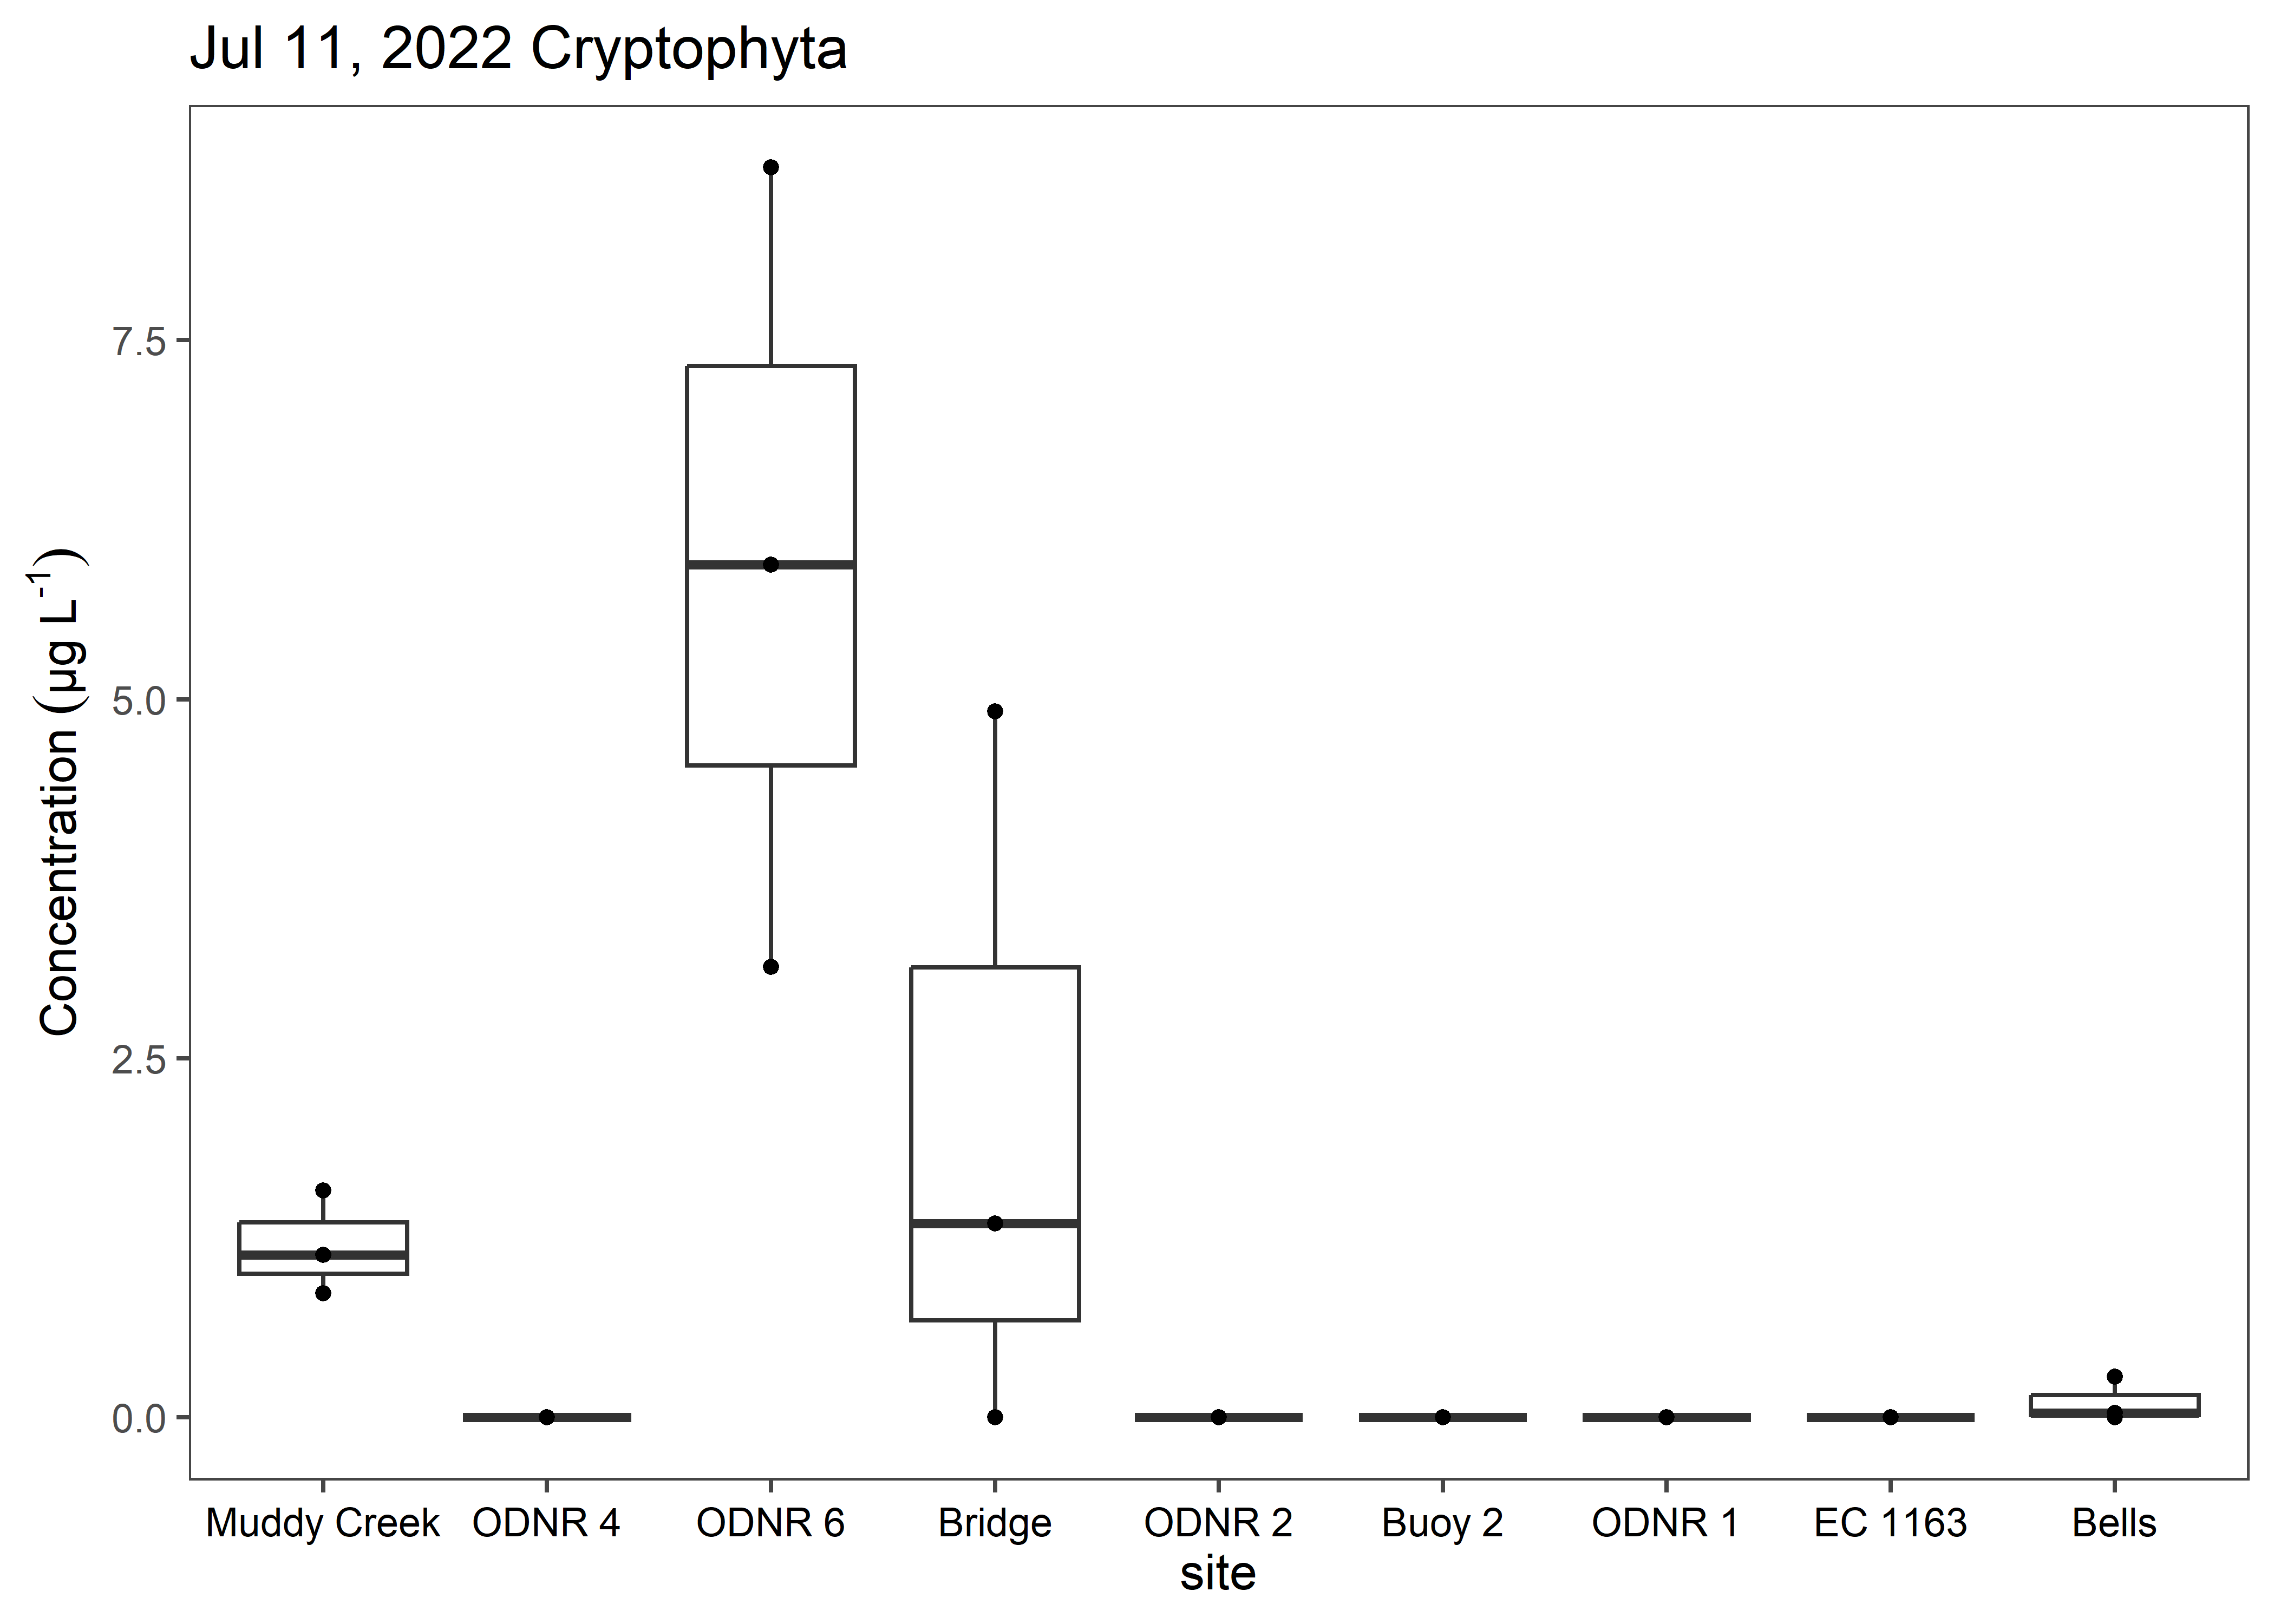 Jul 11, 2022 Cryptophyta
Concentration (µg L⁻¹)
7.5
5.0
2.5
0.0
Muddy Creek ODNR 4 ODNR 6 Bridge ODNR 2 Buoy 2 ODNR 1 EC 1163 Bells
site